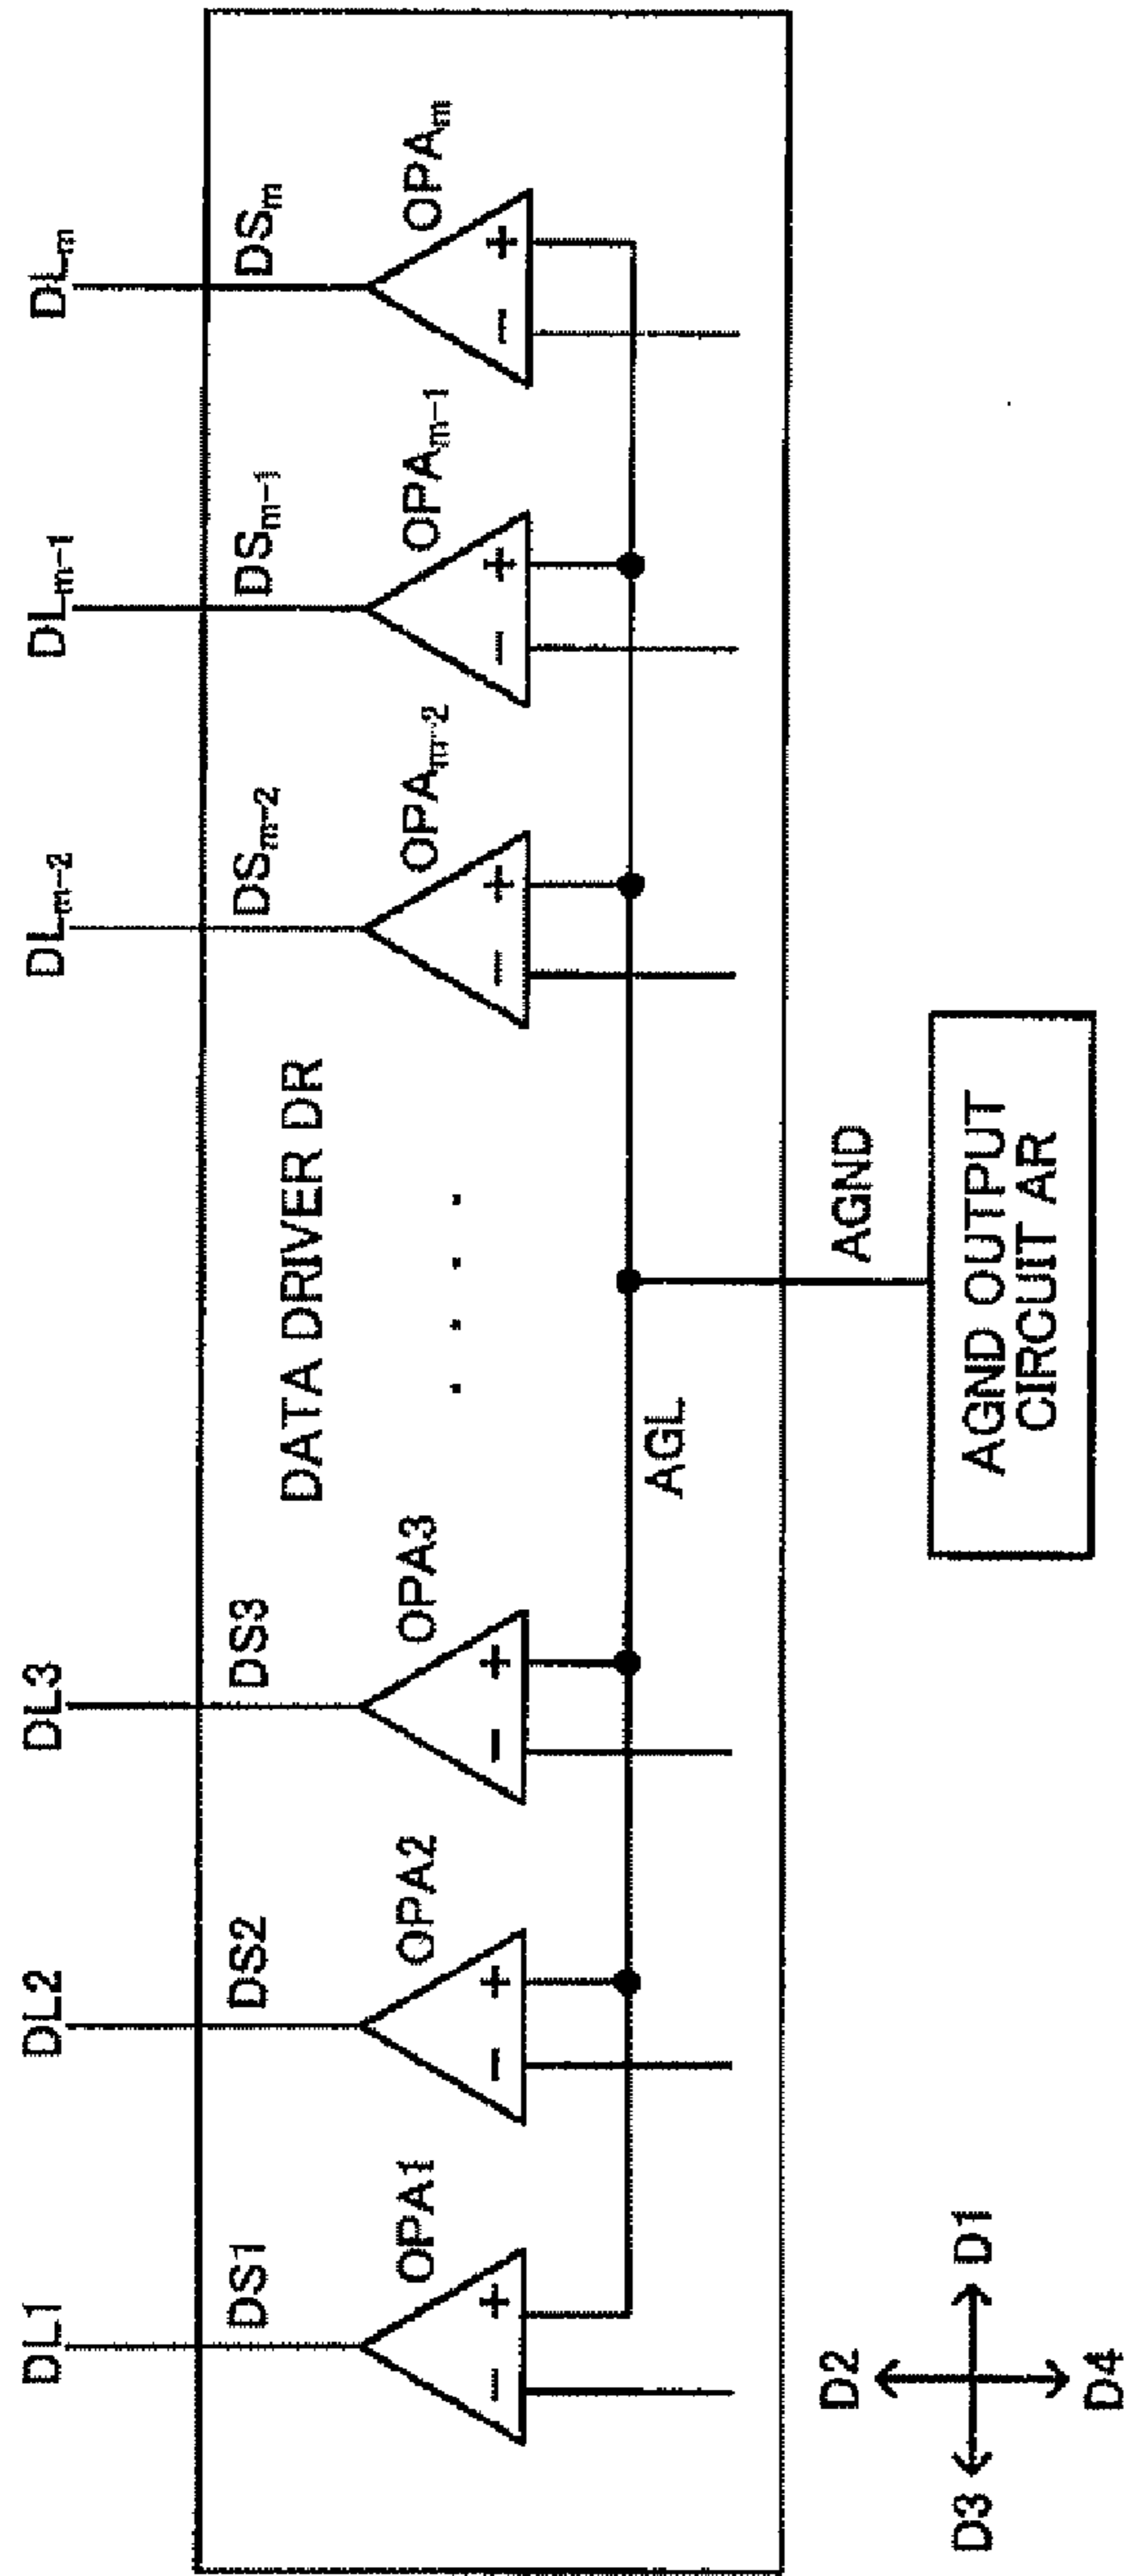 DL1 DL2 DL3 DLm-2 DLm-1 DLm
DS1 DS2 DS3 DSm-2 DSm-1 DSm
DATA DRIVER DR
OPA1 OPA2 OPA3 OPAm-2 OPAm-1 OPAm
− + − + − + − + − + − +
AGL
AGND
AGND OUTPUT
CIRCUIT AR
D2
D3 D1
D4